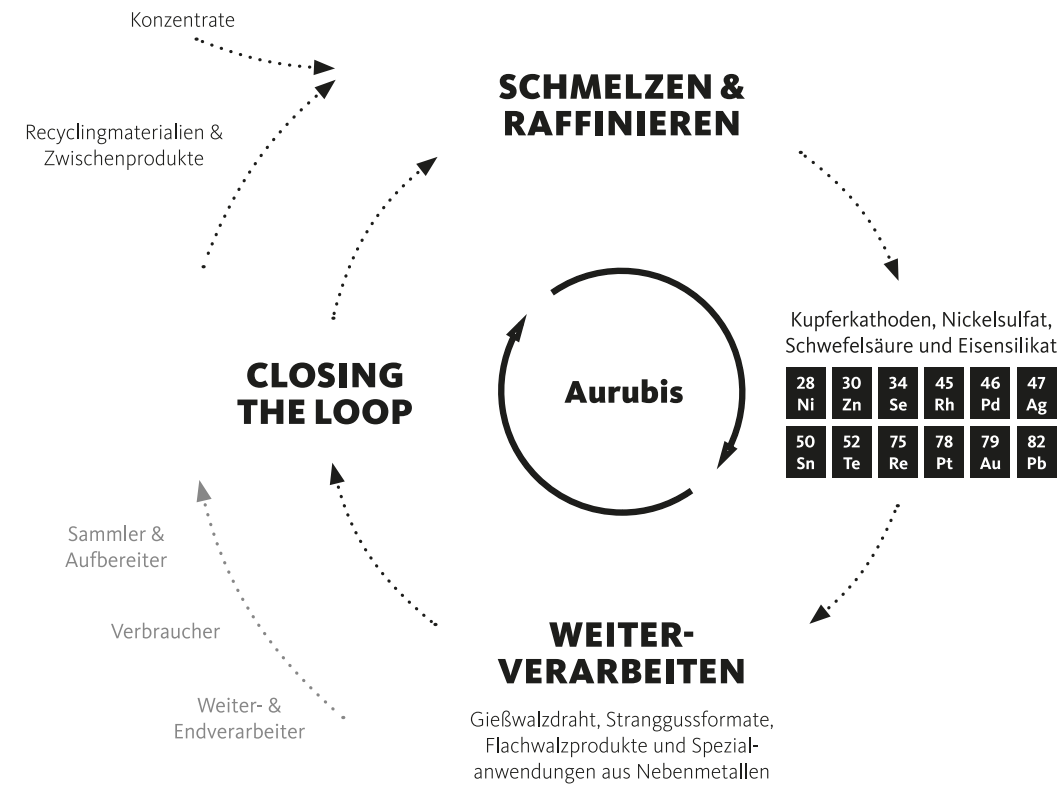 Konzentrate
Recyclingmaterialien &
Zwischenprodukte
SCHMELZEN &
RAFFINIEREN
Kupferkathoden, Nickelsulfat,
Schwefelsäure und Eisensilikat
28 30 34 45 46 47
Ni Zn Se Rh Pd Ag
50 52 75 78 79 82
Sn Te Re Pt Au Pb
CLOSING
THE LOOP
Aurubis
Sammler &
Aufbereiter
Verbraucher
Weiter- &
Endverarbeiter
WEITER-
VERARBEITEN
Gießwalzdraht, Stranggussformate,
Flachwalzprodukte und Spezial-
anwendungen aus Nebenmetallen